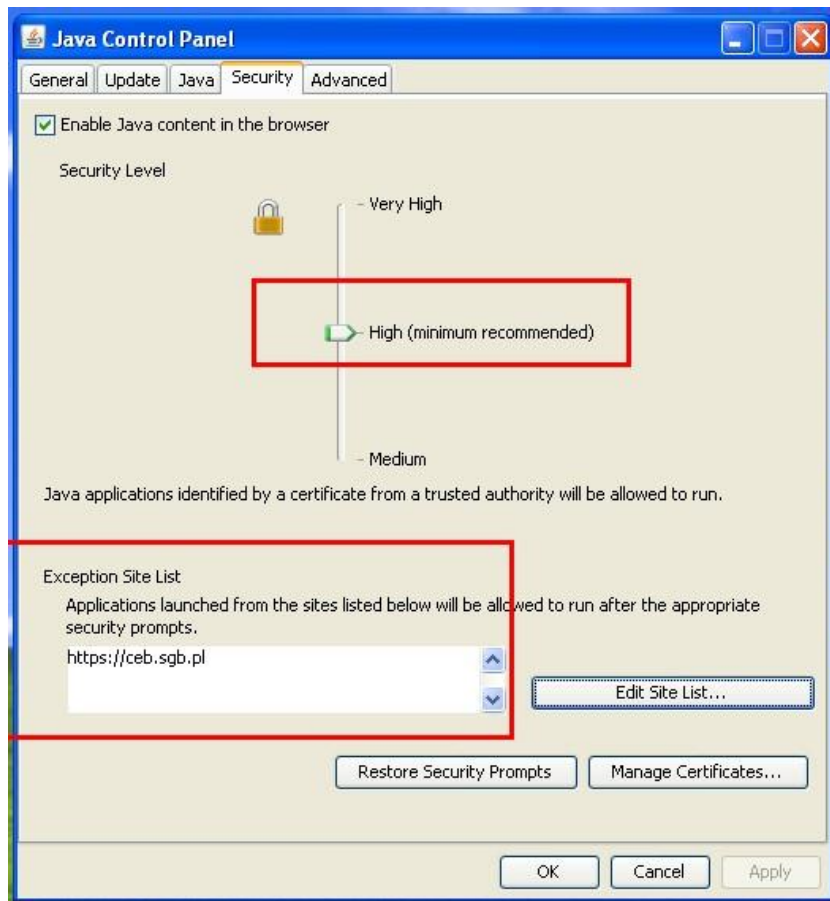 Java Control Panel
General Update Java Security Advanced
Enable Java content in the browser
Security Level
- Very High
- High (minimum recommended)
- Medium
Java applications identified by a certificate from a trusted authority will be allowed to run.
Exception Site List
Applications launched from the sites listed below will be allowed to run after the appropriate
security prompts.
https://ceb.sgb.pl
Edit Site List...
Restore Security Prompts Manage Certificates...
OK Cancel Apply